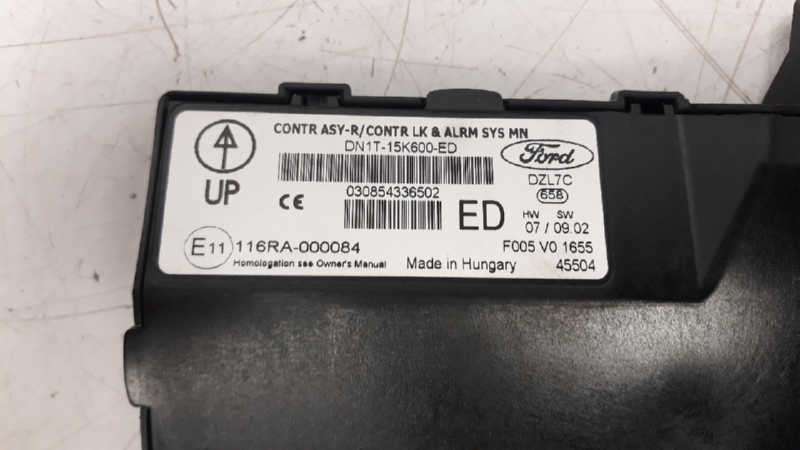 CONTR ASY-R/CONTR LK & ALRM SYS MN
DN1T-15K600-ED
Ford
UP
CE
030854336502
ED
DZL7C
658
HW SW
07 / 09.02
E11 116RA-000084
F005 V0 1655
Homologation see Owner's Manual
Made in Hungary
45504